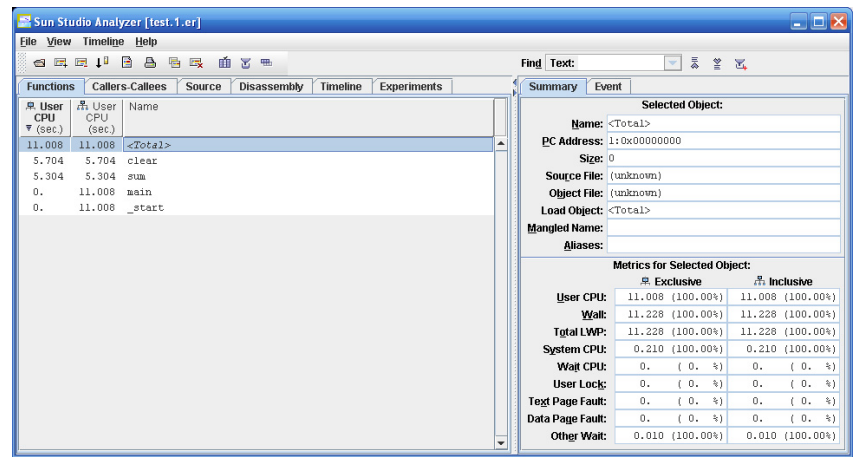 Sun Studio Analyzer [test.1.er]
File View Timeline Help
Find Text:
Functions Callers-Callees Source Disassembly Timeline Experiments
User CPU (sec.) User CPU (sec.) Name
11.008 11.008 <Total>
5.704 5.704 clear
5.304 5.304 sum
0. 11.008 main
0. 11.008 _start
Summary Event
Selected Object:
Name: <Total>
PC Address: 1:0x00000000
Size: 0
Source File: (unknown)
Object File: (unknown)
Load Object: <Total>
Mangled Name:
Aliases:
Metrics for Selected Object:
Exclusive Inclusive
User CPU: 11.008 (100.00%) 11.008 (100.00%)
Wall: 11.228 (100.00%) 11.228 (100.00%)
Total LWP: 11.228 (100.00%) 11.228 (100.00%)
System CPU: 0.210 (100.00%) 0.210 (100.00%)
Wait CPU: 0. ( 0. %) 0. ( 0. %)
User Lock: 0. ( 0. %) 0. ( 0. %)
Text Page Fault: 0. ( 0. %) 0. ( 0. %)
Data Page Fault: 0. ( 0. %) 0. ( 0. %)
Other Wait: 0.010 (100.00%) 0.010 (100.00%)